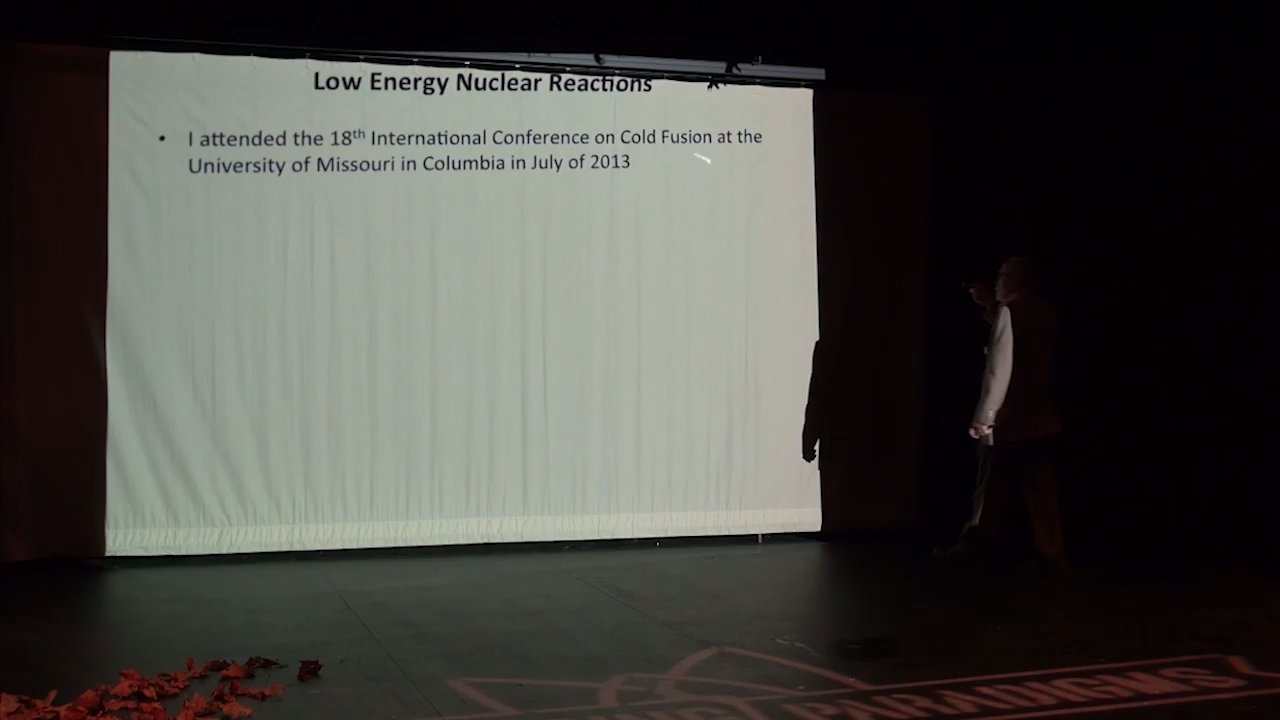 Low Energy Nuclear Reactions
• I attended the 18th International Conference on Cold Fusion at the
University of Missouri in Columbia in July of 2013
PARADIGMS